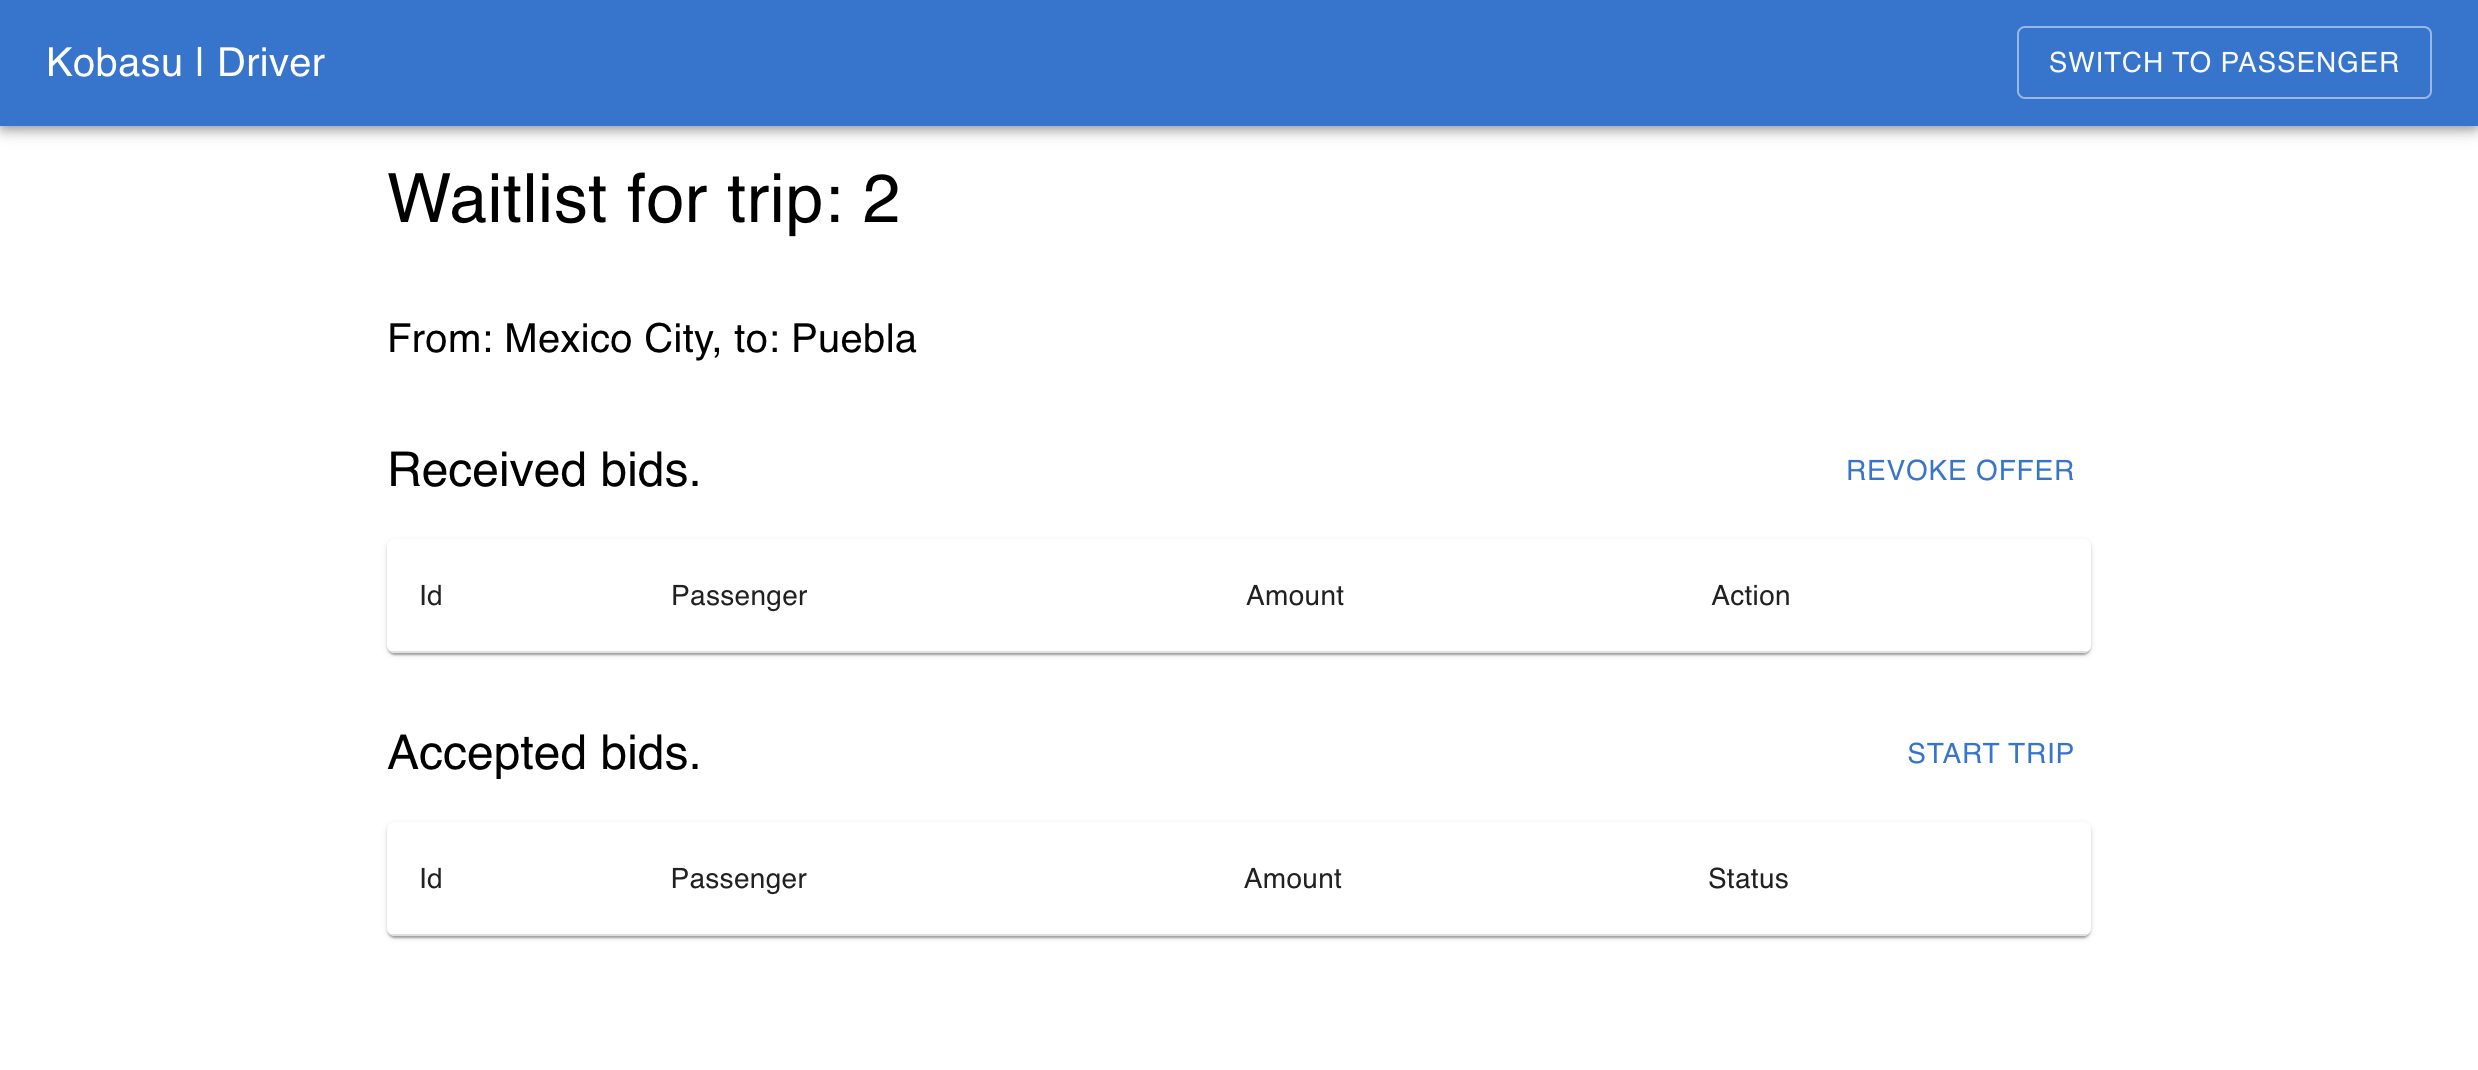 Kobasu | Driver
SWITCH TO PASSENGER
Waitlist for trip: 2
From: Mexico City, to: Puebla
Received bids.
REVOKE OFFER
Id Passenger Amount Action
Accepted bids.
START TRIP
Id Passenger Amount Status